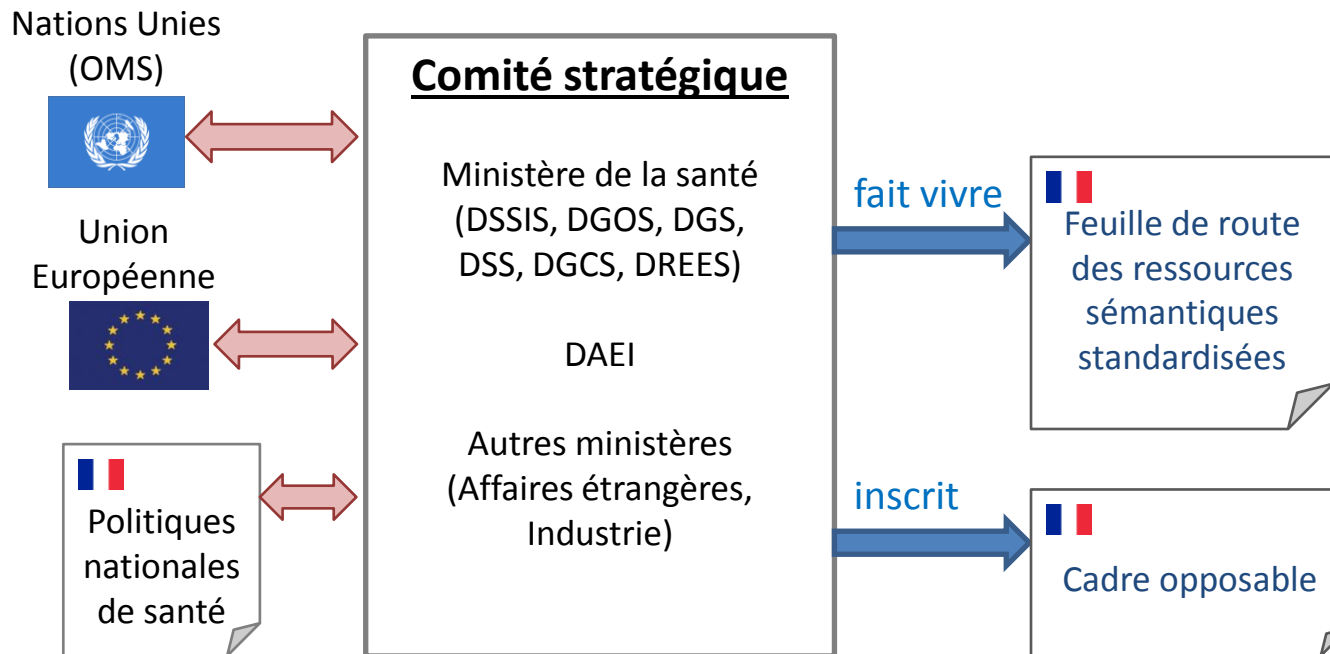 Nations Unies
(OMS)
Union
Européenne
Politiques
nationales
de santé
Comité stratégique
Ministère de la santé
(DSSIS, DGOS, DGS,
DSS, DGCS, DREES)
DAEI
Autres ministères
(Affaires étrangères,
Industrie)
fait vivre
Feuille de route
des ressources
sémantiques
standardisées
inscrit
Cadre opposable